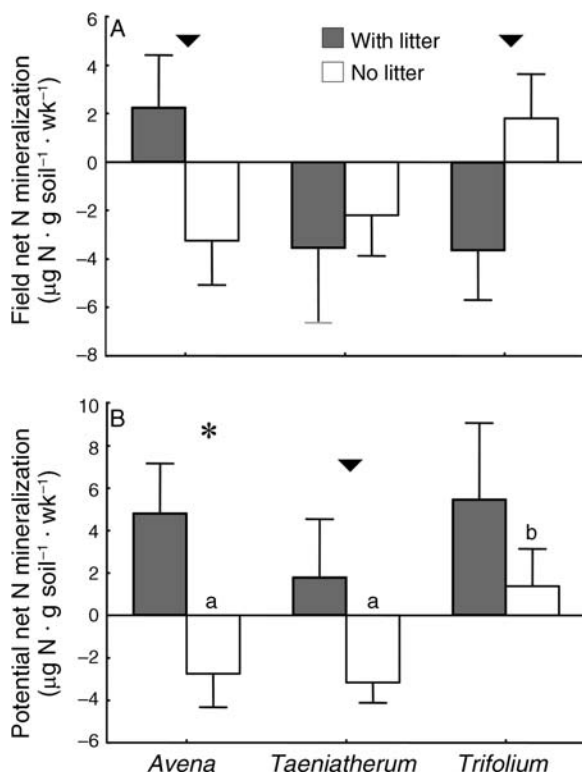 A
With litter
No litter
Field net N mineralization
(μg N · g soil⁻¹ · wk⁻¹)
6
4
2
0
−2
−4
−6
−8
B
*
Potential net N mineralization
(μg N · g soil⁻¹ · wk⁻¹)
10
8
6
4
2
0
−2
−4
−6
a
a
b
Avena Taeniatherum Trifolium